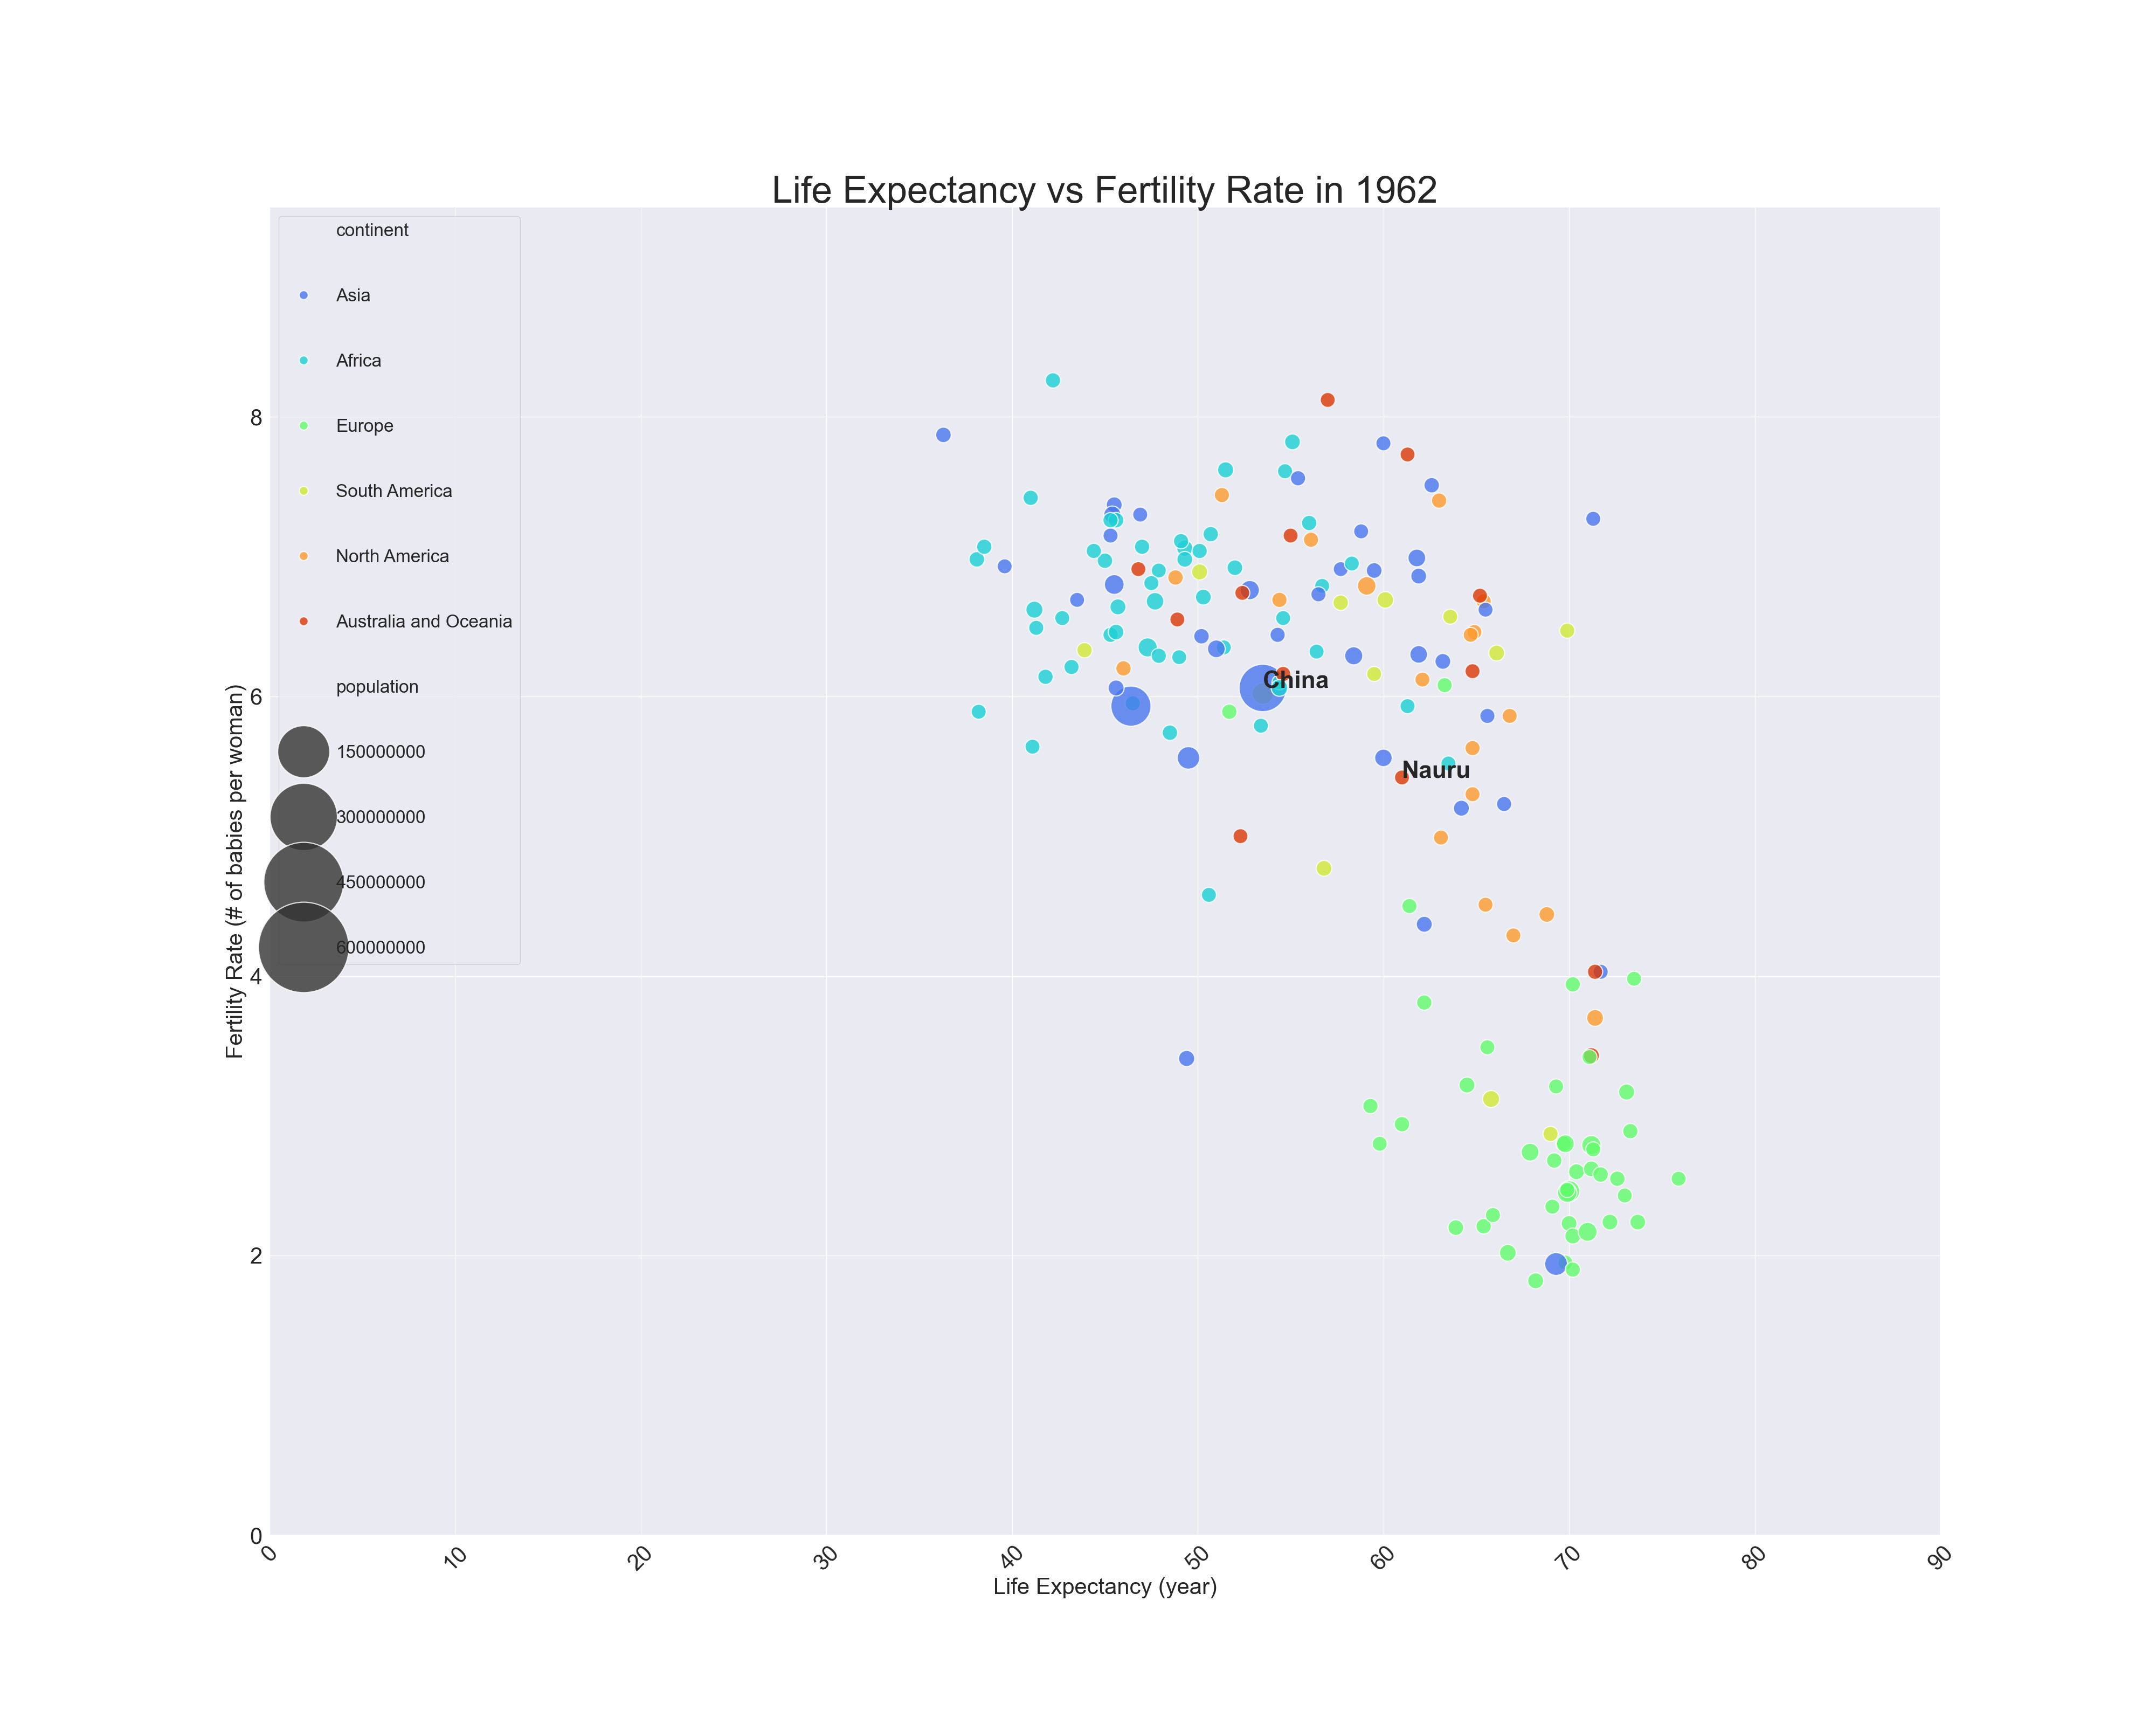 Life Expectancy vs Fertility Rate in 1962
continent
Asia
Africa
Europe
South America
North America
Australia and Oceania
population
150000000
300000000
450000000
600000000
8
6
4
2
0
Fertility Rate (# of babies per woman)
China
Nauru
0 10 20 30 40 50 60 70 80 90
Life Expectancy (year)